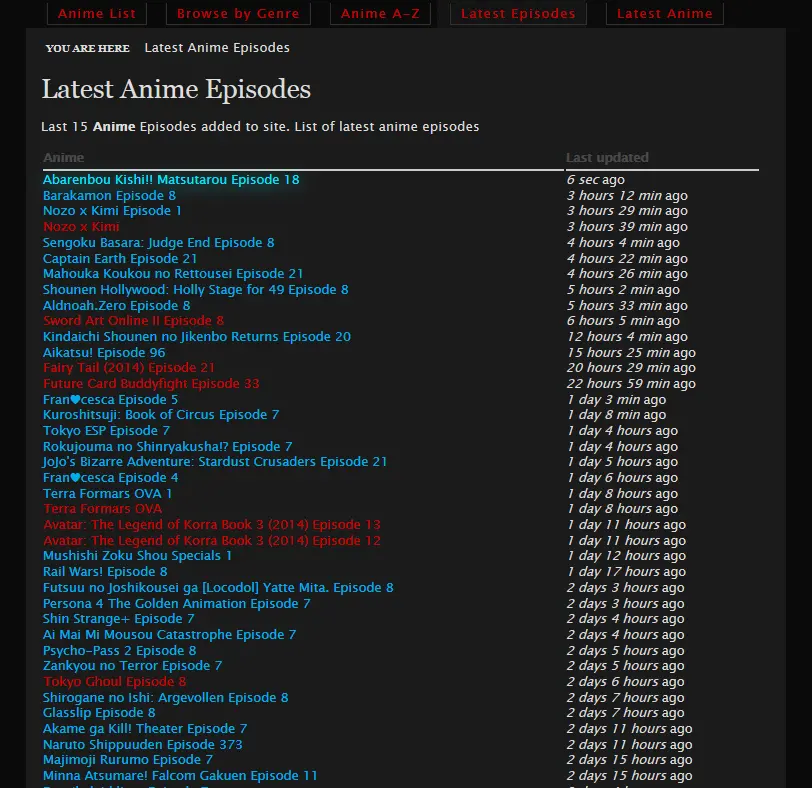 Anime List Browse by Genre Anime A-Z Latest Episodes Latest Anime
YOU ARE HERE Latest Anime Episodes
Latest Anime Episodes
Last 15 Anime Episodes added to site. List of latest anime episodes
Anime Last updated
Abarenbou Kishi!! Matsutarou Episode 18 6 sec ago
Barakamon Episode 8 3 hours 12 min ago
Nozo x Kimi Episode 1 3 hours 29 min ago
Nozo x Kimi 3 hours 39 min ago
Sengoku Basara: Judge End Episode 8 4 hours 4 min ago
Captain Earth Episode 21 4 hours 22 min ago
Mahouka Koukou no Rettousei Episode 21 4 hours 26 min ago
Shounen Hollywood: Holly Stage for 49 Episode 8 5 hours 2 min ago
Aldnoah.Zero Episode 8 5 hours 33 min ago
Sword Art Online II Episode 8 6 hours 5 min ago
Kindaichi Shounen no Jikenbo Returns Episode 20 12 hours 4 min ago
Aikatsu! Episode 96 15 hours 25 min ago
Fairy Tail (2014) Episode 21 20 hours 29 min ago
Future Card Buddyfight Episode 33 22 hours 59 min ago
Fran♥cesca Episode 5 1 day 3 min ago
Kuroshitsuji: Book of Circus Episode 7 1 day 8 min ago
Tokyo ESP Episode 7 1 day 4 hours ago
Rokujouma no Shinryakusha!? Episode 7 1 day 4 hours ago
JoJo's Bizarre Adventure: Stardust Crusaders Episode 21 1 day 5 hours ago
Fran♥cesca Episode 4 1 day 6 hours ago
Terra Formars OVA 1 1 day 8 hours ago
Terra Formars OVA 1 day 8 hours ago
Avatar: The Legend of Korra Book 3 (2014) Episode 13 1 day 11 hours ago
Avatar: The Legend of Korra Book 3 (2014) Episode 12 1 day 11 hours ago
Mushishi Zoku Shou Specials 1 1 day 12 hours ago
Rail Wars! Episode 8 1 day 17 hours ago
Futsuu no Joshikousei ga [Locodol] Yatte Mita. Episode 8 2 days 3 hours ago
Persona 4 The Golden Animation Episode 7 2 days 3 hours ago
Shin Strange+ Episode 7 2 days 4 hours ago
Ai Mai Mi Mousou Catastrophe Episode 7 2 days 4 hours ago
Psycho-Pass 2 Episode 8 2 days 5 hours ago
Zankyou no Terror Episode 7 2 days 5 hours ago
Tokyo Ghoul Episode 8 2 days 6 hours ago
Shirogane no Ishi: Argevollen Episode 8 2 days 7 hours ago
Glasslip Episode 8 2 days 7 hours ago
Akame ga Kill! Theater Episode 7 2 days 11 hours ago
Naruto Shippuuden Episode 373 2 days 11 hours ago
Majimoji Rurumo Episode 7 2 days 15 hours ago
Minna Atsumare! Falcom Gakuen Episode 11 2 days 15 hours ago